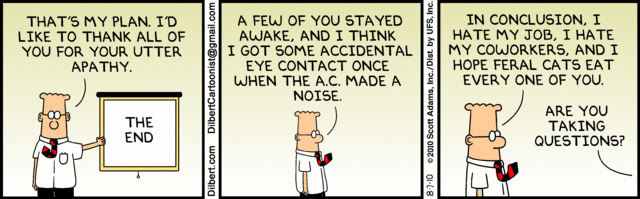 THAT'S MY PLAN. I'D
LIKE TO THANK ALL OF
YOU FOR YOUR UTTER
APATHY.
THE
END
Dilbert.com DilbertCartoonist@gmail.com
A FEW OF YOU STAYED
AWAKE, AND I THINK
I GOT SOME ACCIDENTAL
EYE CONTACT ONCE
WHEN THE A.C. MADE A
NOISE.
8-7-10 ©2010 Scott Adams, Inc./Dist. by UFS, Inc.
IN CONCLUSION, I
HATE MY JOB, I HATE
MY COWORKERS, AND I
HOPE FERAL CATS EAT
EVERY ONE OF YOU.
ARE YOU
TAKING
QUESTIONS?